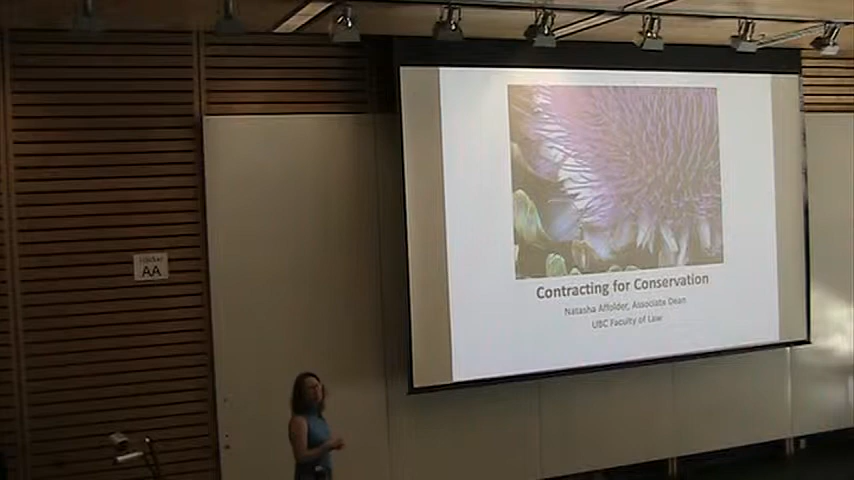 AA
Contracting for Conservation
Natasha Affolder, Associate Dean
UBC Faculty of Law